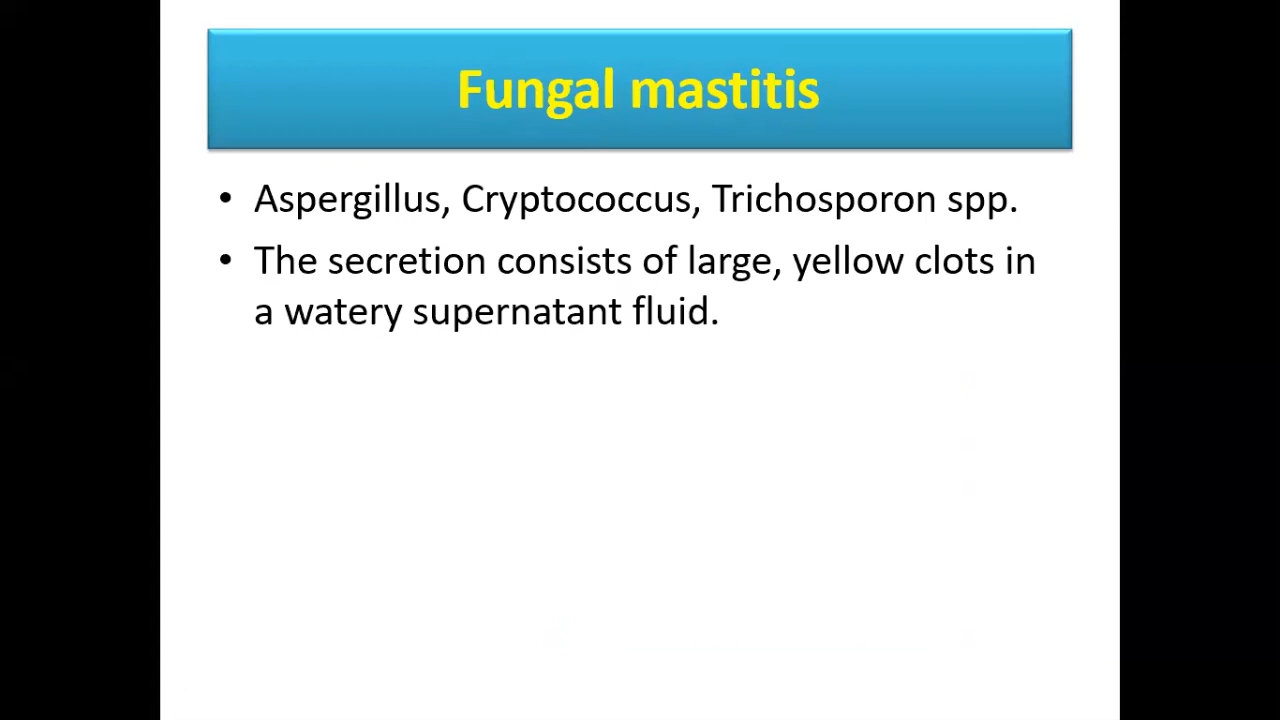 Fungal mastitis
• Aspergillus, Cryptococcus, Trichosporon spp.
• The secretion consists of large, yellow clots in
a watery supernatant fluid.